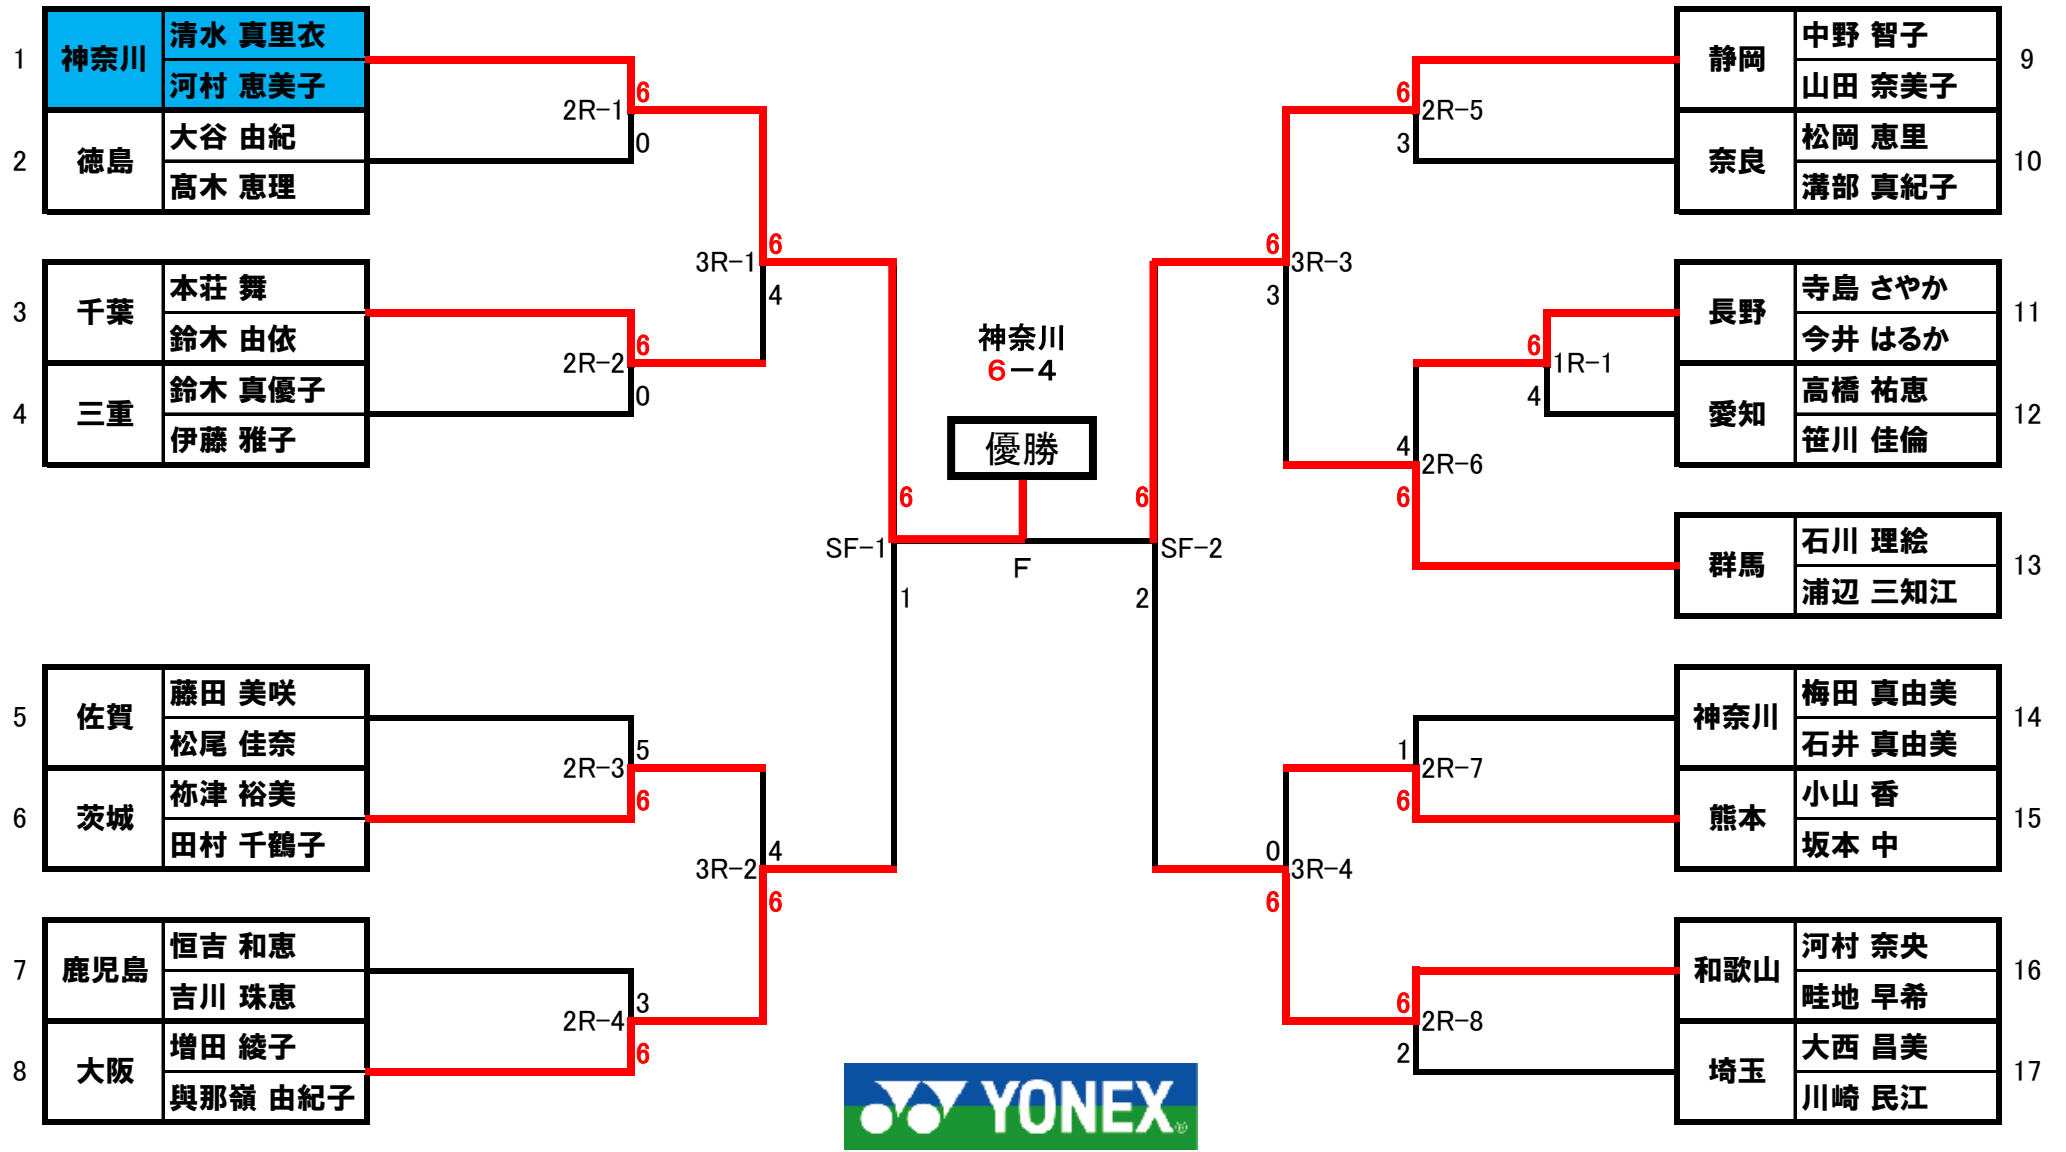 1
神奈川
清水 真里衣
河村 恵美子
2
徳島
大谷 由紀
髙木 恵理
2R-1
6
0
3
千葉
本荘 舞
鈴木 由依
4
三重
鈴木 真優子
伊藤 雅子
2R-2
6
0
3R-1
6
4
5
佐賀
藤田 美咲
松尾 佳奈
6
茨城
祢津 裕美
田村 千鶴子
2R-3
5
6
7
鹿児島
恒吉 和恵
吉川 珠恵
8
大阪
増田 綾子
與那嶺 由紀子
2R-4
3
6
3R-2
4
6
SF-1
6
1
神奈川
6-4
優勝
F
6
SF-2
2
6
3R-3
3
6
2R-5
3
静岡
中野 智子
山田 奈美子
9
奈良
松岡 恵里
溝部 真紀子
10
6
1R-1
4
長野
寺島 さやか
今井 はるか
11
愛知
高橋 祐恵
笹川 佳倫
12
4
2R-6
6
群馬
石川 理絵
浦辺 三知江
13
1
2R-7
6
神奈川
梅田 真由美
石井 真由美
14
熊本
小山 香
坂本 中
15
0
3R-4
6
6
2R-8
2
和歌山
河村 奈央
畦地 早希
16
埼玉
大西 昌美
川崎 民江
17
YONEX®